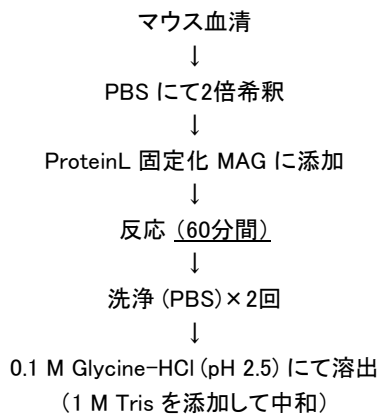 マウス血清
↓
PBS にて2倍希釈
↓
ProteinL 固定化 MAG に添加
↓
反応 (60分間)
↓
洗浄 (PBS)×2回
↓
0.1 M Glycine-HCl (pH 2.5) にて溶出
(1 M Tris を添加して中和)